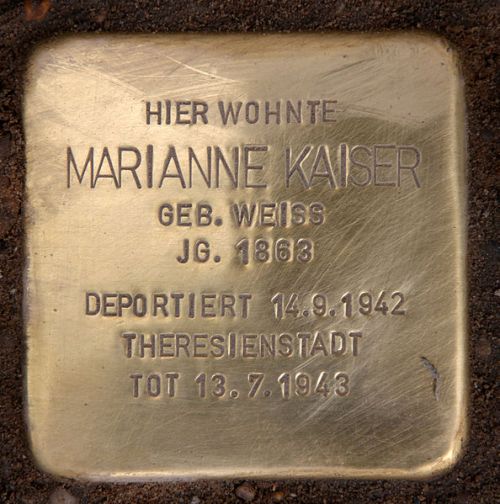 HIER WOHNTE
MARIANNE KAISER
GEB. WEISS
JG. 1863
DEPORTIERT 14.9.1942
THERESIENSTADT
TOT 13.7.1943